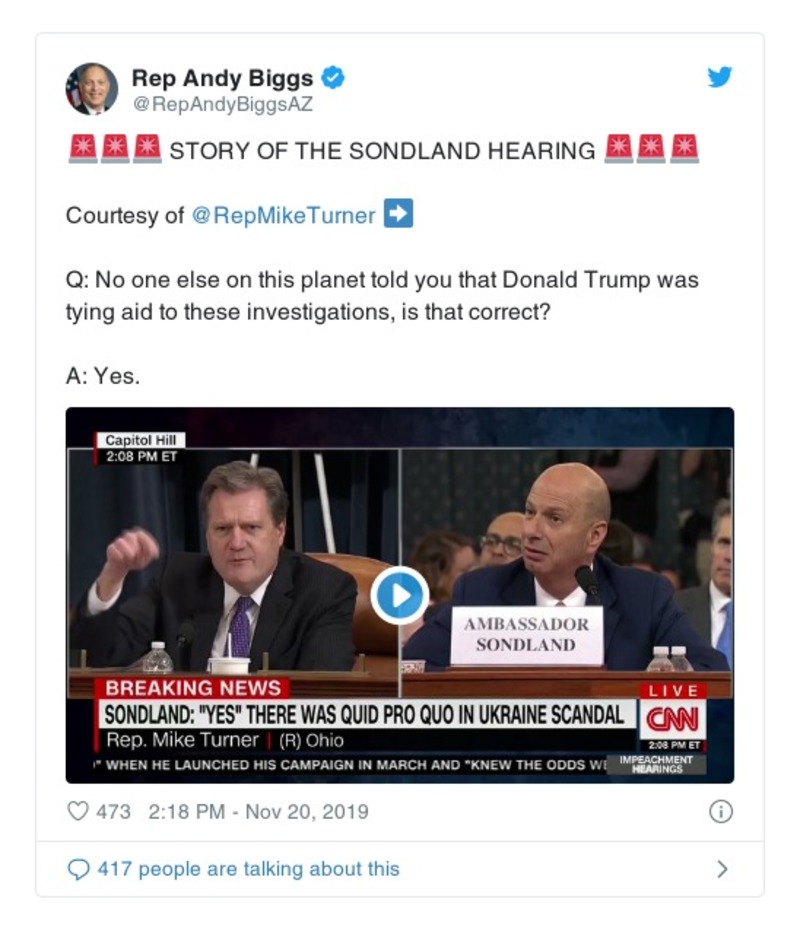 Rep Andy Biggs
@RepAndyBiggsAZ
STORY OF THE SONDLAND HEARING
Courtesy of @RepMikeTurner
Q: No one else on this planet told you that Donald Trump was
tying aid to these investigations, is that correct?
A: Yes.
Capitol Hill
2:08 PM ET
AMBASSADOR
SONDLAND
BREAKING NEWS
LIVE
SONDLAND: "YES" THERE WAS QUID PRO QUO IN UKRAINE SCANDAL
CNN
Rep. Mike Turner | (R) Ohio
2:08 PM ET
" WHEN HE LAUNCHED HIS CAMPAIGN IN MARCH AND "KNEW THE ODDS
IMPEACHMENT
HEARINGS
473 2:18 PM - Nov 20, 2019
417 people are talking about this